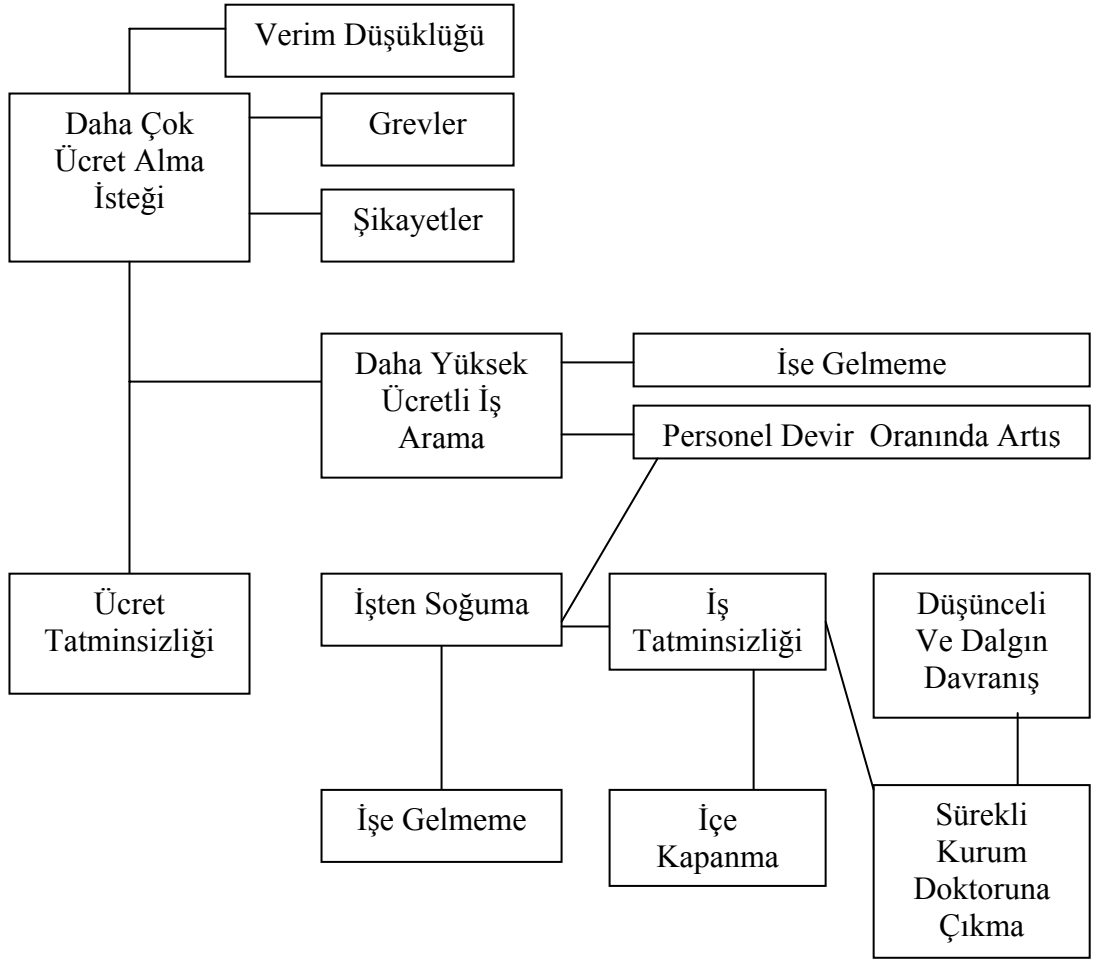 Verim Düşüklüğü
Daha Çok
Ücret Alma
İsteği
Grevler
Şikayetler
Daha Yüksek
Ücretli İş
Arama
İşe Gelmeme
Personel Devir Oranında Artış
Ücret
Tatminsizliği
İşten Soğuma
İş
Tatminsizliği
Düşünceli
Ve Dalgın
Davranış
İşe Gelmeme
İçe
Kapanma
Sürekli
Kurum
Doktoruna
Çıkma